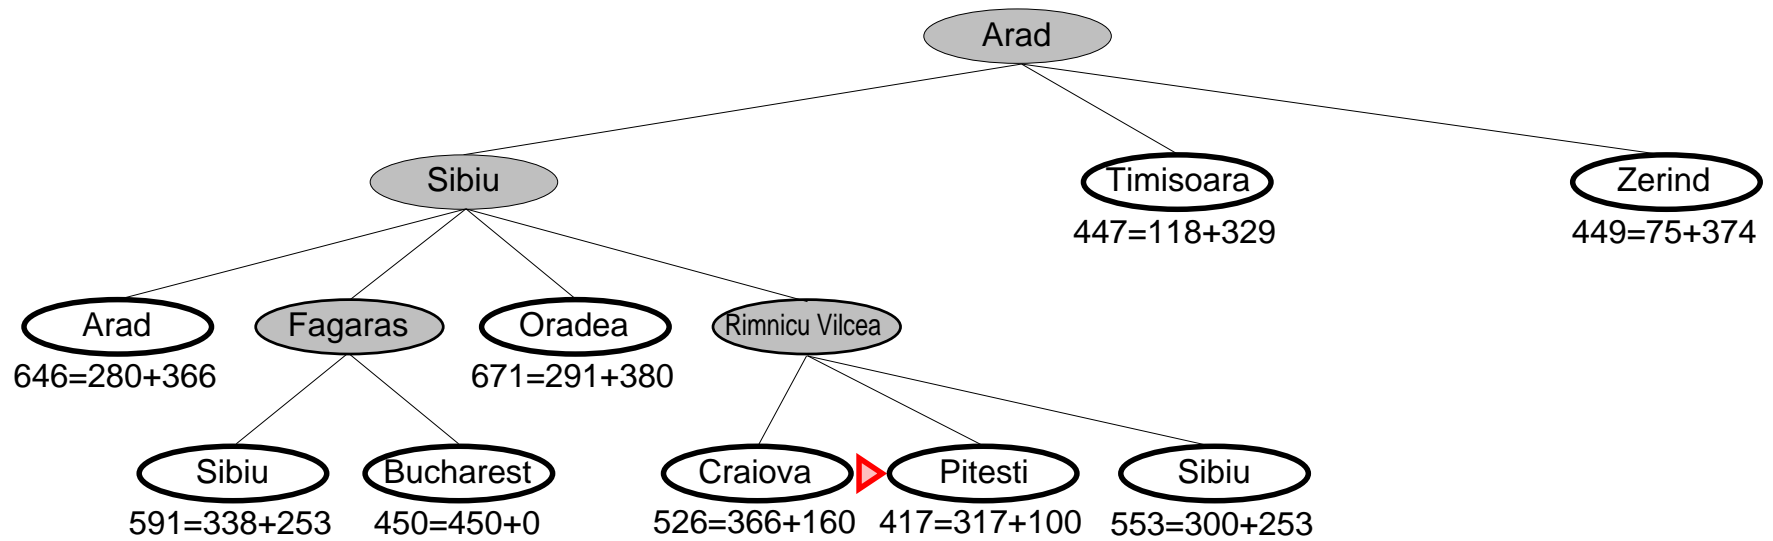 Arad
Sibiu
Timisoara
Zerind
447=118+329
449=75+374
Arad
Fagaras
Oradea
Rimnicu Vilcea
646=280+366
671=291+380
Sibiu
Bucharest
Craiova
Pitesti
Sibiu
591=338+253
450=450+0
526=366+160
417=317+100
553=300+253